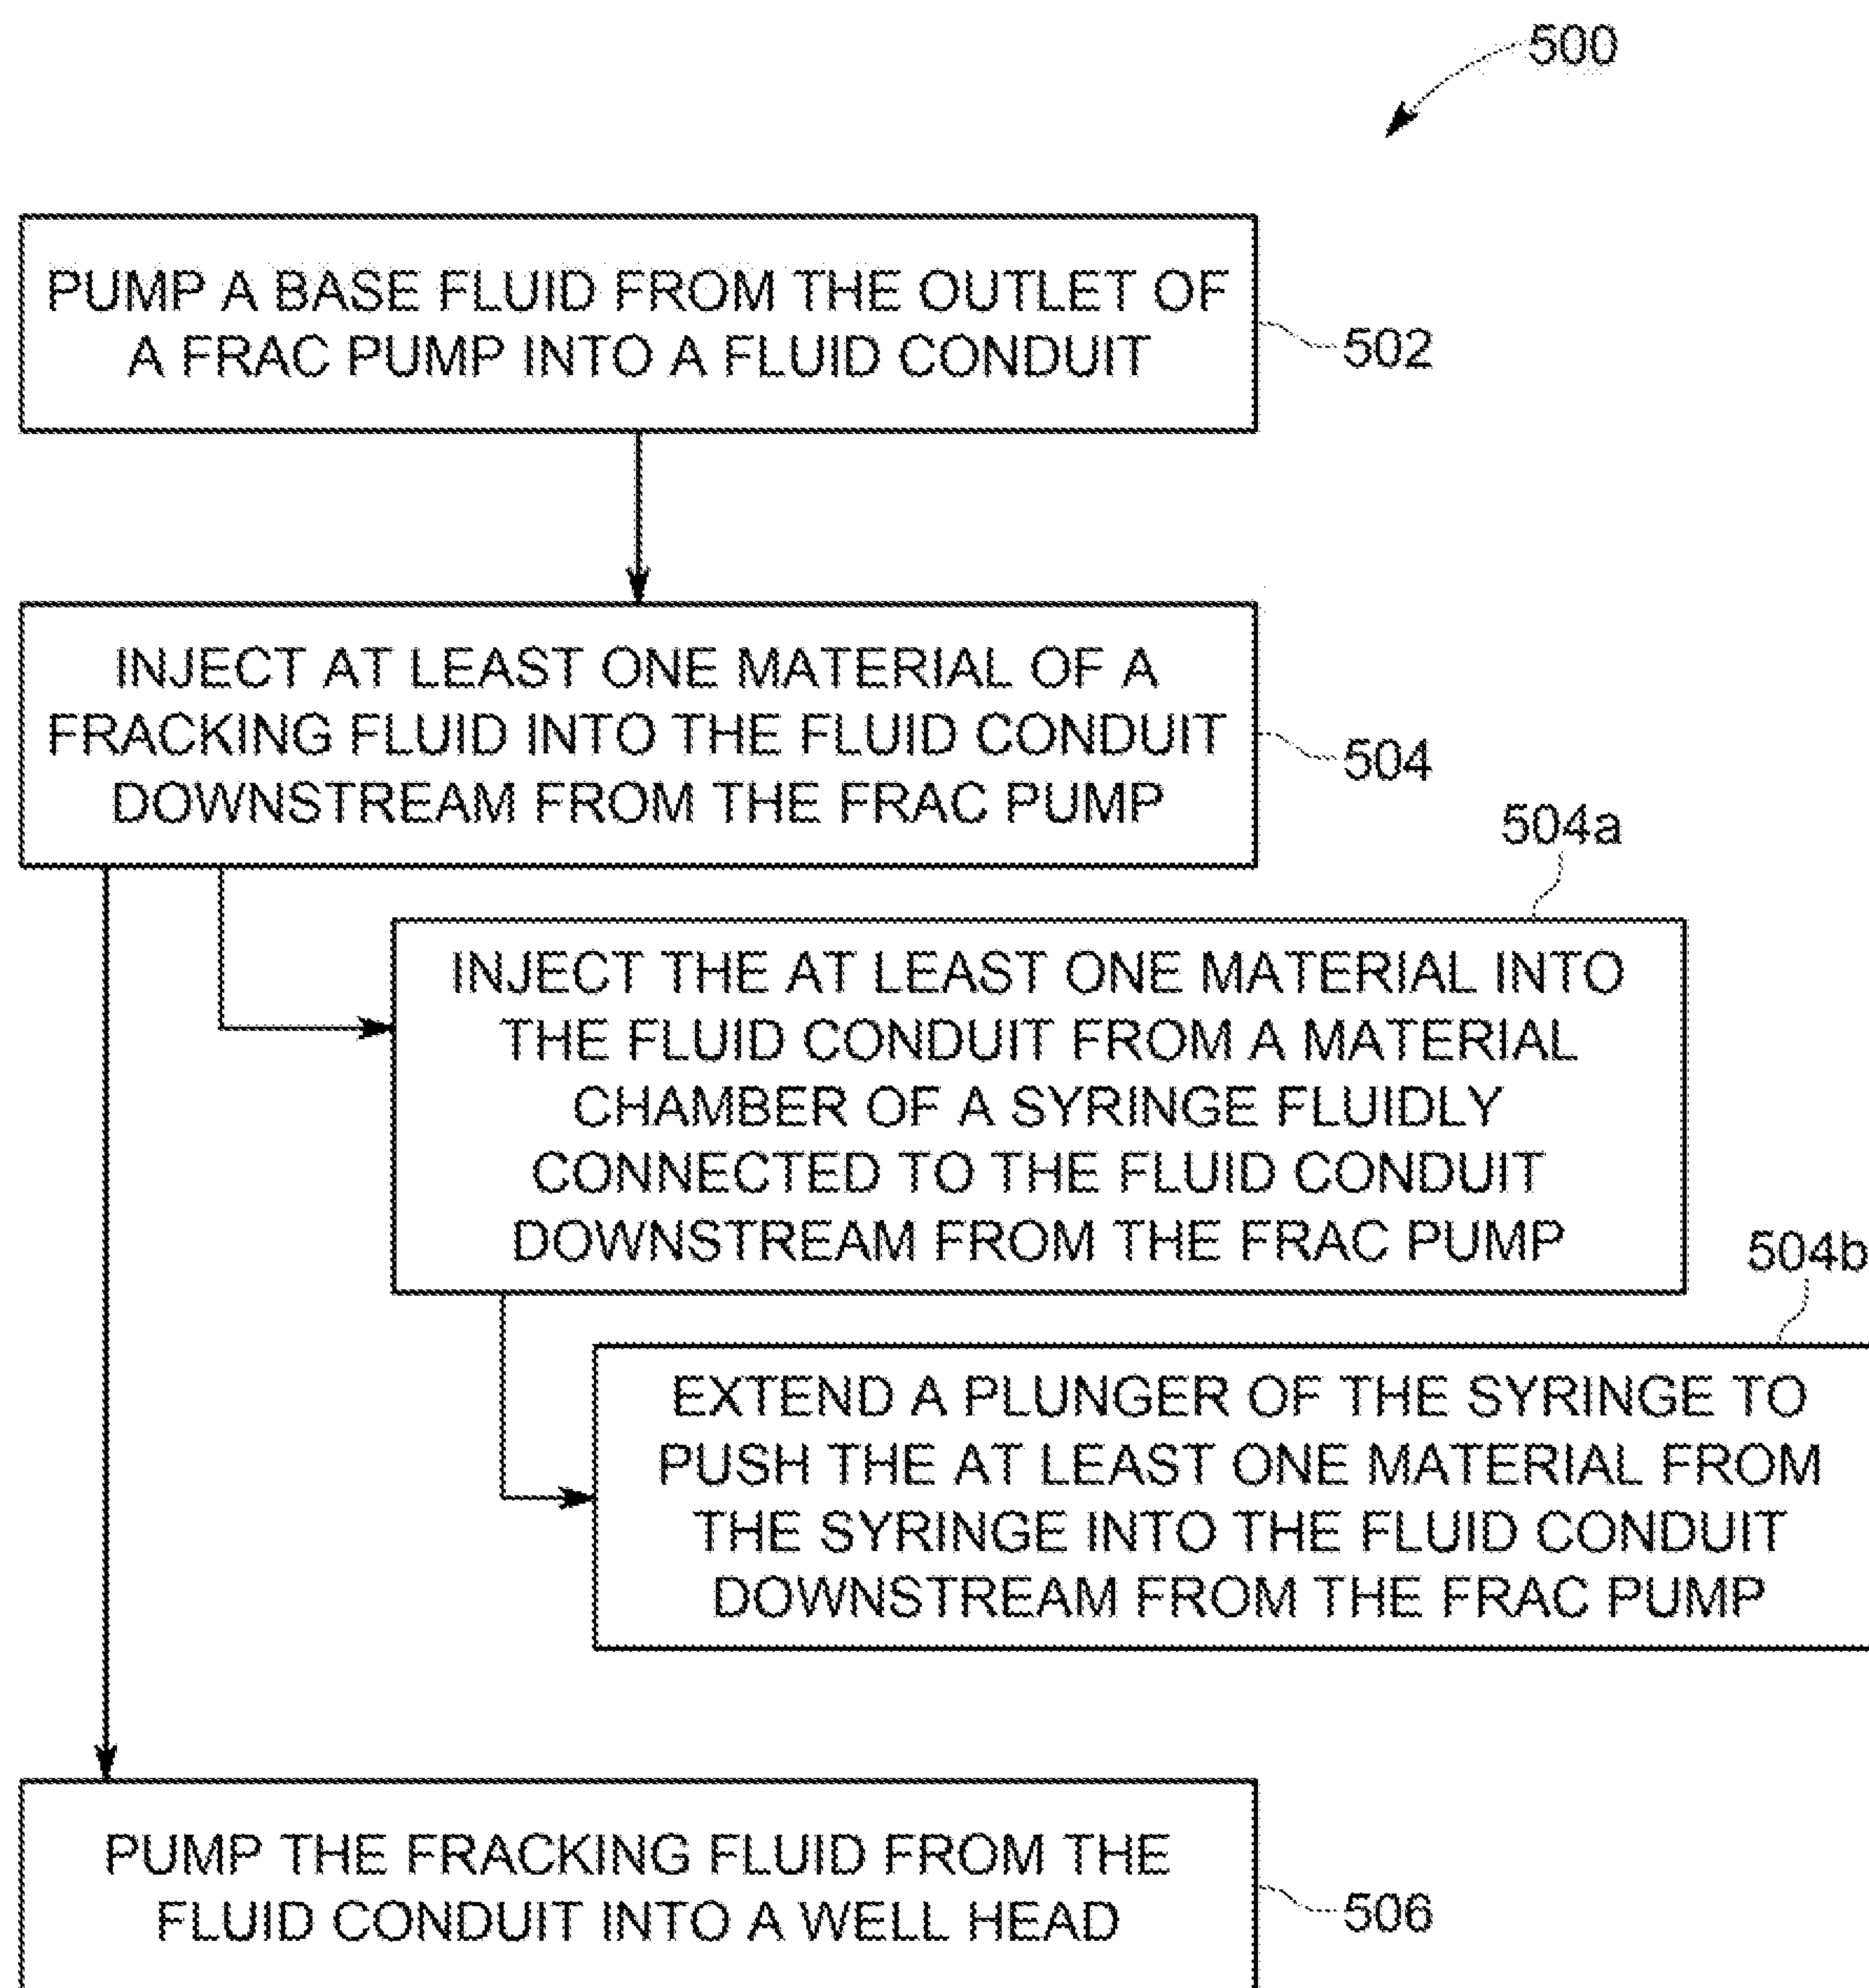 500
PUMP A BASE FLUID FROM THE OUTLET OF
A FRAC PUMP INTO A FLUID CONDUIT
502
INJECT AT LEAST ONE MATERIAL OF A
FRACKING FLUID INTO THE FLUID CONDUIT
DOWNSTREAM FROM THE FRAC PUMP
504
504a
INJECT THE AT LEAST ONE MATERIAL INTO
THE FLUID CONDUIT FROM A MATERIAL
CHAMBER OF A SYRINGE FLUIDLY
CONNECTED TO THE FLUID CONDUIT
DOWNSTREAM FROM THE FRAC PUMP
504b
EXTEND A PLUNGER OF THE SYRINGE TO
PUSH THE AT LEAST ONE MATERIAL FROM
THE SYRINGE INTO THE FLUID CONDUIT
DOWNSTREAM FROM THE FRAC PUMP
PUMP THE FRACKING FLUID FROM THE
FLUID CONDUIT INTO A WELL HEAD
506